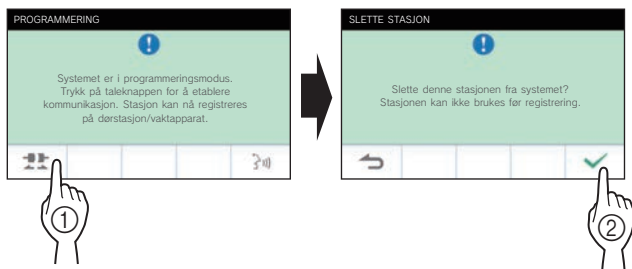 PROGRAMMERING
Systemet er i programmeringsmodus.
Trykk på taleknappen for å etablere
kommunikasjon. Stasjon kan nå registreres
på dørstasjon/vaktapparat.
1
SLETTE STASJON
Slette denne stasjonen fra systemet?
Stasjonen kan ikke brukes før registrering.
2